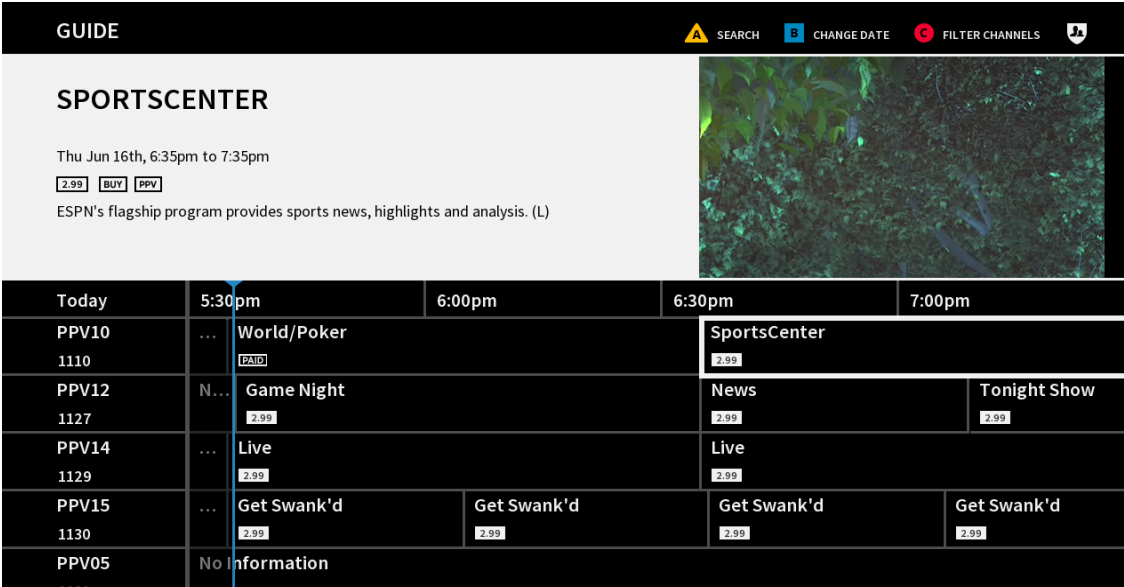 GUIDE
A SEARCH B CHANGE DATE C FILTER CHANNELS
SPORTSCENTER
Thu Jun 16th, 6:35pm to 7:35pm
2.99 BUY PPV
ESPN's flagship program provides sports news, highlights and analysis. (L)
Today 5:30pm 6:00pm 6:30pm 7:00pm
PPV10 ... World/Poker SportsCenter
1110 PAID 2.99
PPV12 N... Game Night News Tonight Show
1127 2.99 2.99 2.99
PPV14 ... Live Live
1129 2.99 2.99
PPV15 ... Get Swank'd Get Swank'd Get Swank'd Get Swank'd
1130 2.99 2.99 2.99 2.99
PPV05 No Information